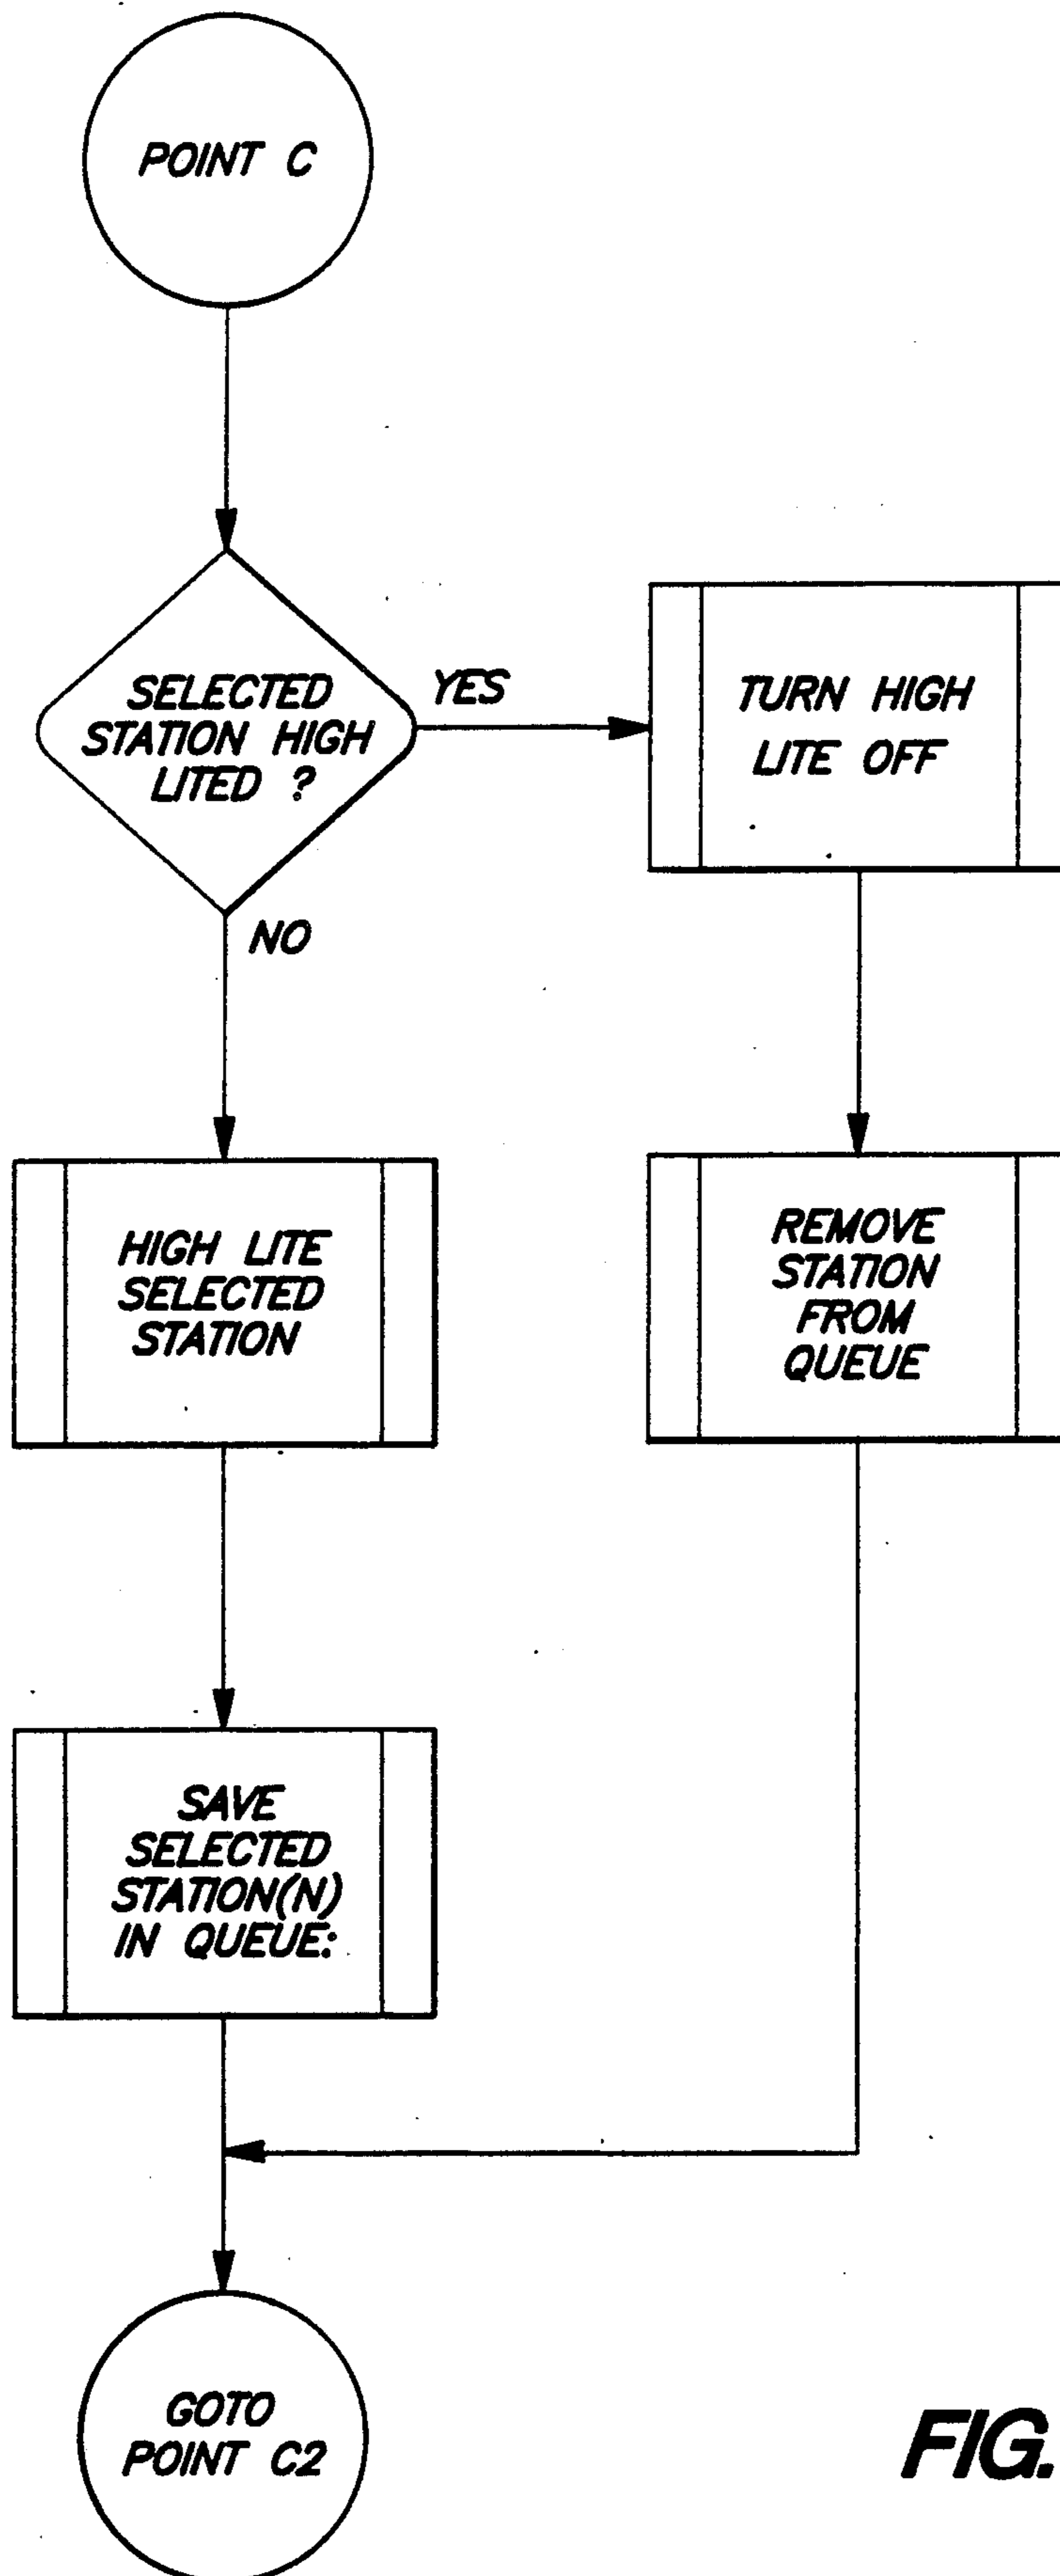 POINT C
SELECTED
STATION HIGH
LITED ?
YES
TURN HIGH
LITE OFF
NO
HIGH LITE
SELECTED
STATION
REMOVE
STATION
FROM
QUEUE
SAVE
SELECTED
STATION(N)
IN QUEUE:
GOTO
POINT C2
FIG.